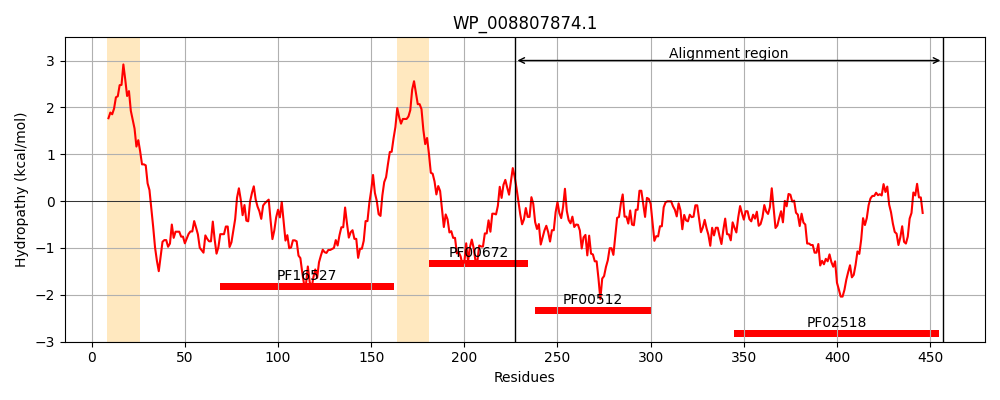 WP_008807874.1
Alignment region
Hydropathy (kcal/mol)
3
2
1
0
−1
−2
−3
PF00672
PF16527
PF00512
PF02518
0
50
100
150
200
250
300
350
400
450
Residues